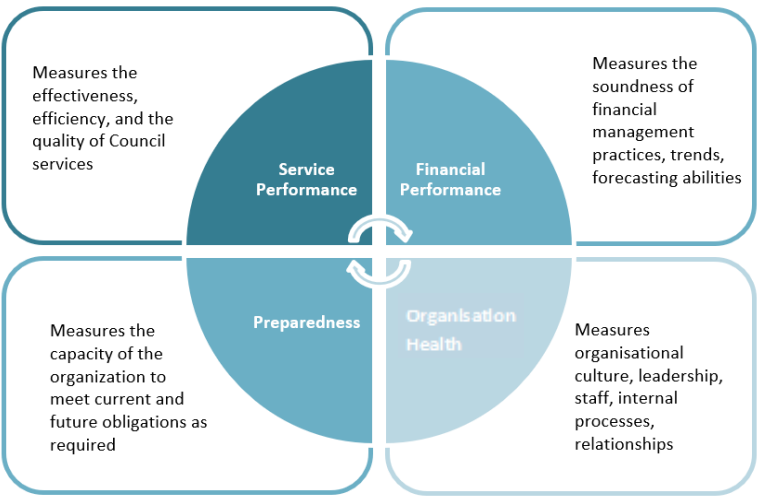 Measures the
effectiveness,
efficiency, and the
quality of Council
services
Service
Performance
Financial
Performance
Measures the
soundness of
financial
management
practices, trends,
forecasting abilities
Measures the
capacity of the
organization to
meet current and
future obligations as
required
Preparedness
Organisation
Health
Measures
organisational
culture, leadership,
staff, internal
processes,
relationships